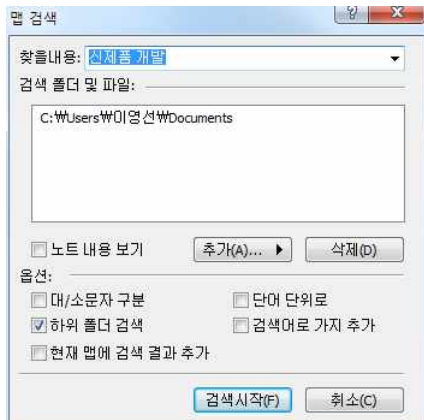 맵 검색
찾을내용: 신제품 개발
검색 폴더 및 파일:
C:₩Users₩이영선₩Documents
노트 내용 보기 추가(A)... 삭제(D)
옵션:
대/소문자 구분 단어 단위로
하위 폴더 검색 검색어로 가지 추가
현재 맵에 검색 결과 추가
검색시작(F) 취소(C)